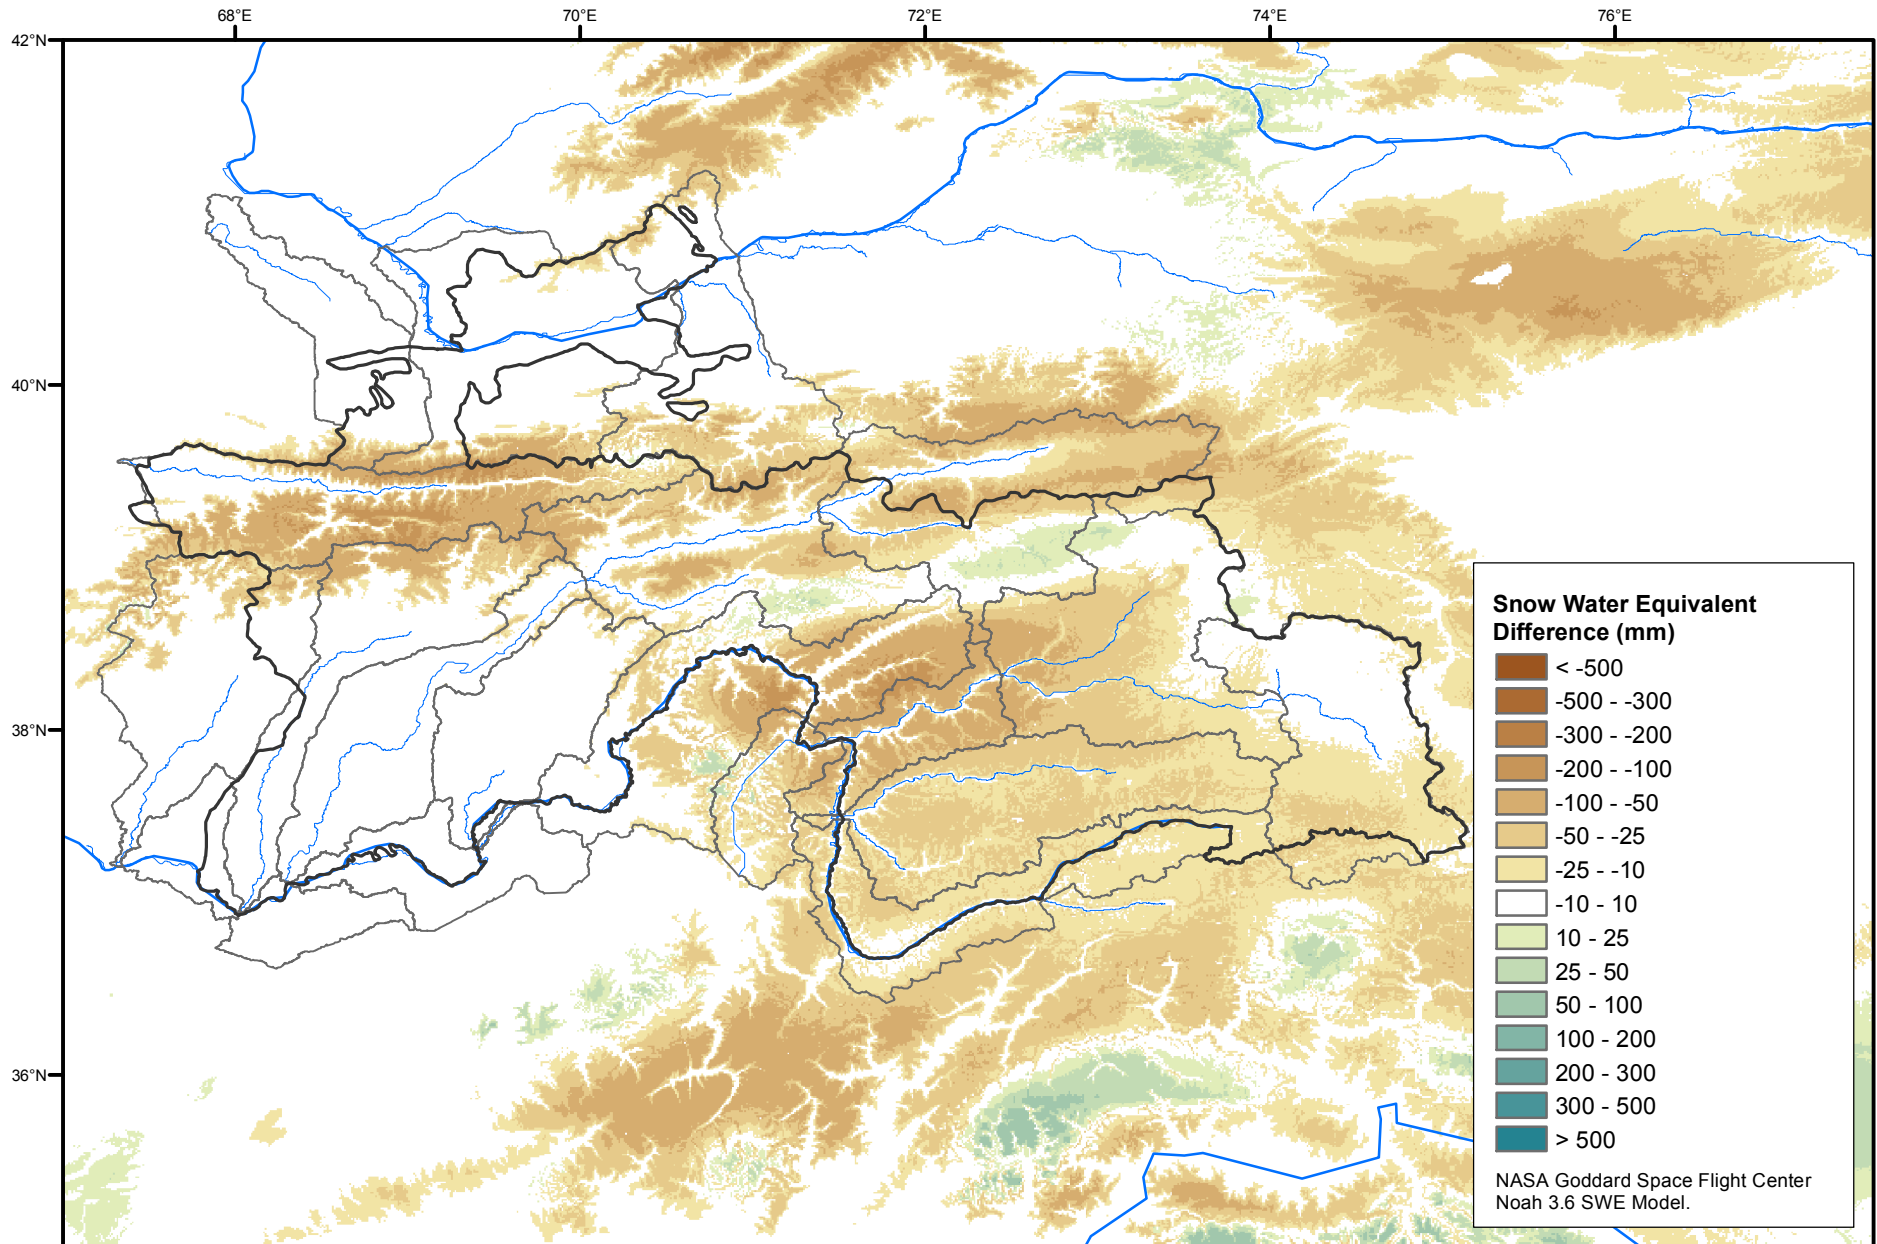 68°E
70°E
72°E
74°E
76°E
42°N
40°N
38°N
36°N
Snow Water Equivalent
Difference (mm)
< -500
-500 - -300
-300 - -200
-200 - -100
-100 - -50
-50 - -25
-25 - -10
-10 - 10
10 - 25
25 - 50
50 - 100
100 - 200
200 - 300
300 - 500
> 500
NASA Goddard Space Flight Center
Noah 3.6 SWE Model.